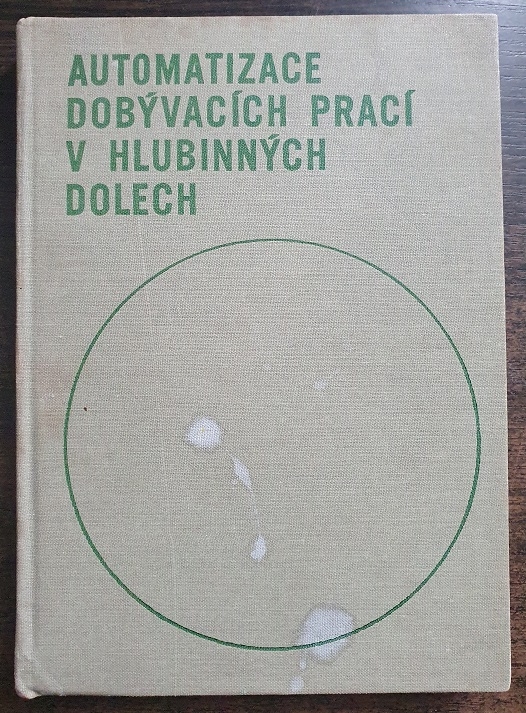 AUTOMATIZACE
DOBÝVACÍCH PRACÍ
V HLUBINNÝCH
DOLECH